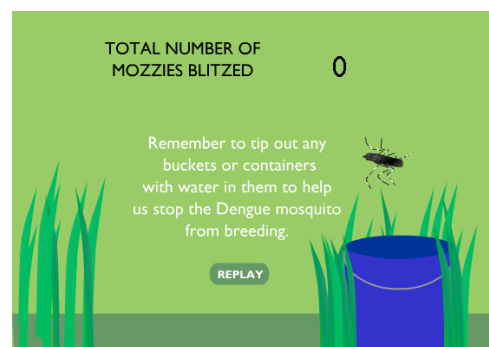 TOTAL NUMBER OF
MOZZIES BLITZED
0
Remember to tip out any
buckets or containers
with water in them to help
us stop the Dengue mosquito
from breeding.
REPLAY